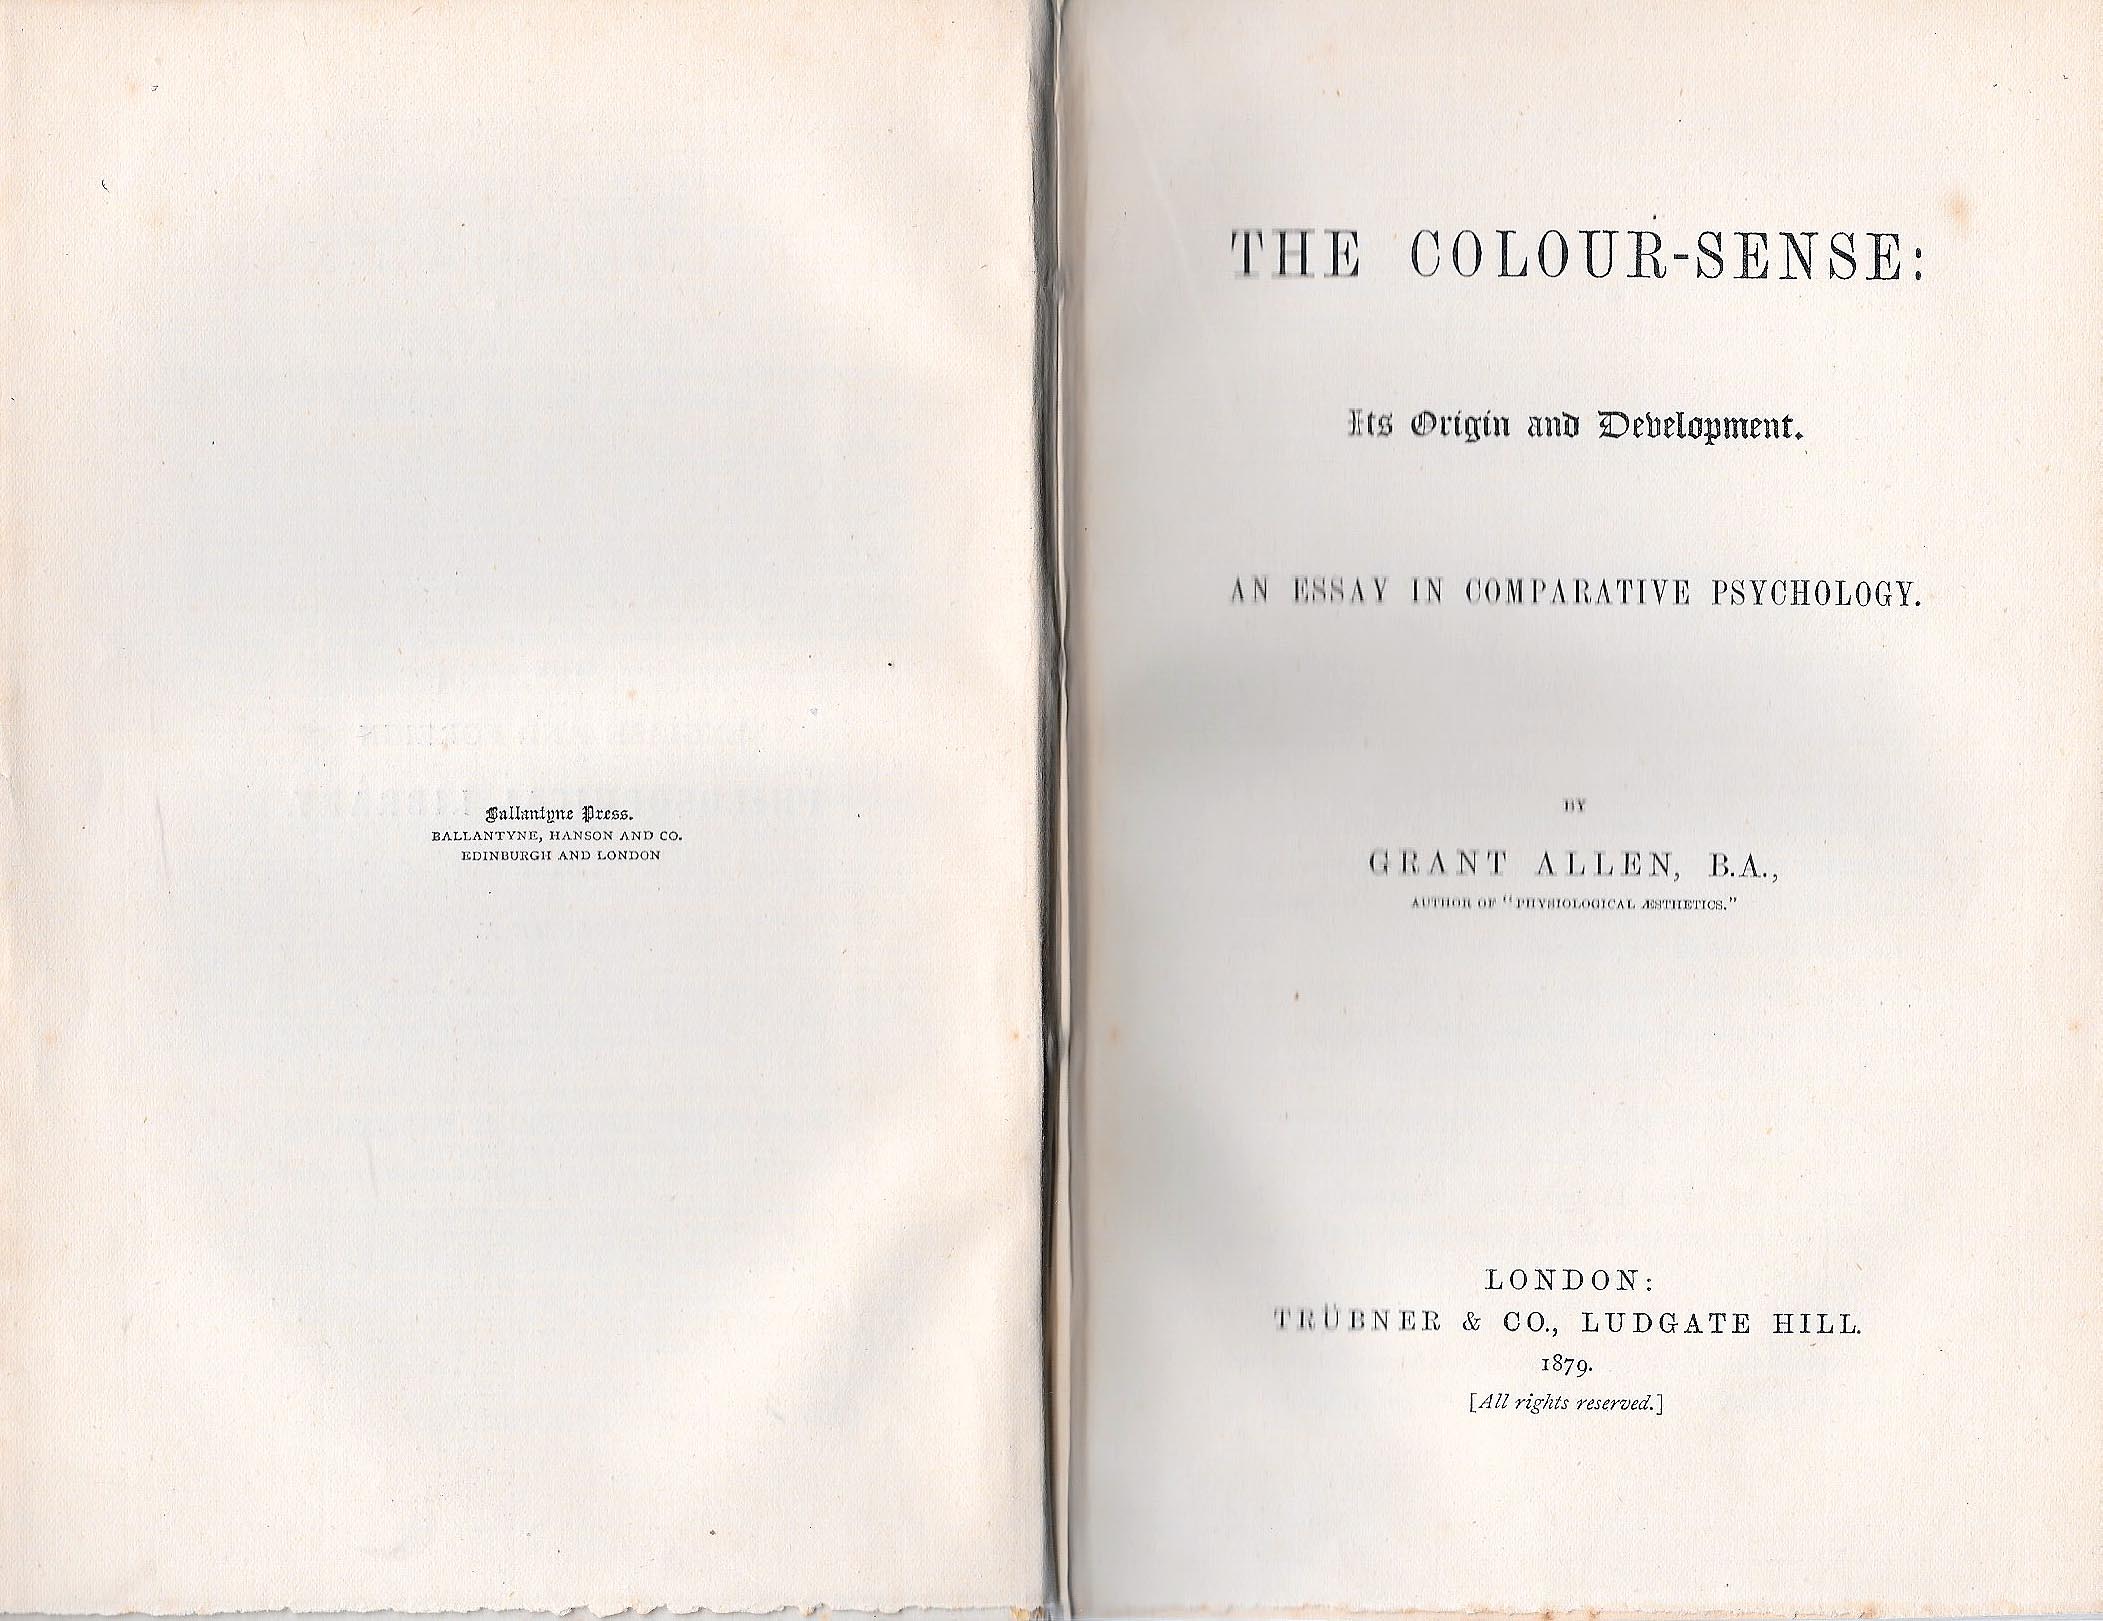 Ballantyne Press.
BALLANTYNE, HANSON AND CO.
EDINBURGH AND LONDON
THE COLOUR-SENSE:
Its Origin and Development.
AN ESSAY IN COMPARATIVE PSYCHOLOGY.
BY
GRANT ALLEN, B.A.,
AUTHOR OF "PHYSIOLOGICAL ÆSTHETICS."
LONDON:
TRÜBNER & CO., LUDGATE HILL.
1879.
[All rights reserved.]